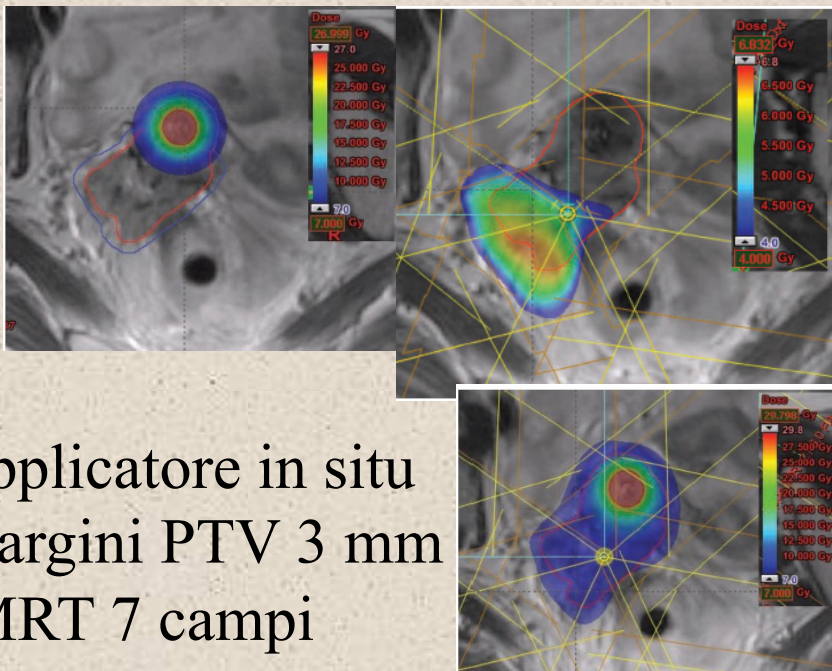 Dose
26.999 Gy
27.0
25.000 Gy
22.500 Gy
20.000 Gy
17.500 Gy
15.000 Gy
12.500 Gy
10.000 Gy
7.0
7.000 Gy
R
Dose
6.832 Gy
6.8
6.500 Gy
6.000 Gy
5.500 Gy
5.000 Gy
4.500 Gy
4.0
4.000 Gy
Dose
29.798 Gy
29.8
27.500 Gy
25.000 Gy
22.500 Gy
20.000 Gy
17.500 Gy
15.000 Gy
12.500 Gy
10.000 Gy
7.0
7.000 Gy
pplicatore in situ
argini PTV 3 mm
MRT 7 campi